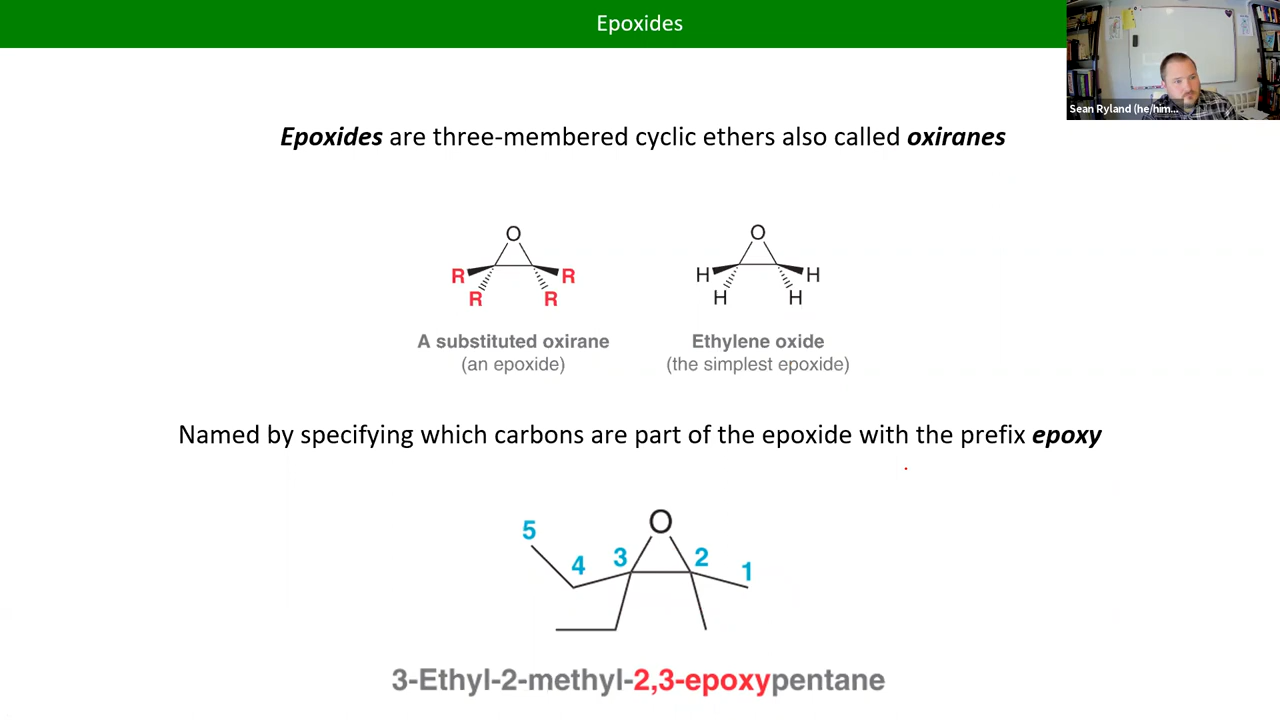 Epoxides
Sean Ryland (he/him...
Epoxides are three-membered cyclic ethers also called oxiranes
O
R R
R R
O
H H
H H
A substituted oxirane
(an epoxide)
Ethylene oxide
(the simplest epoxide)
Named by specifying which carbons are part of the epoxide with the prefix epoxy
O
5 4 3 2 1
3-Ethyl-2-methyl-2,3-epoxypentane